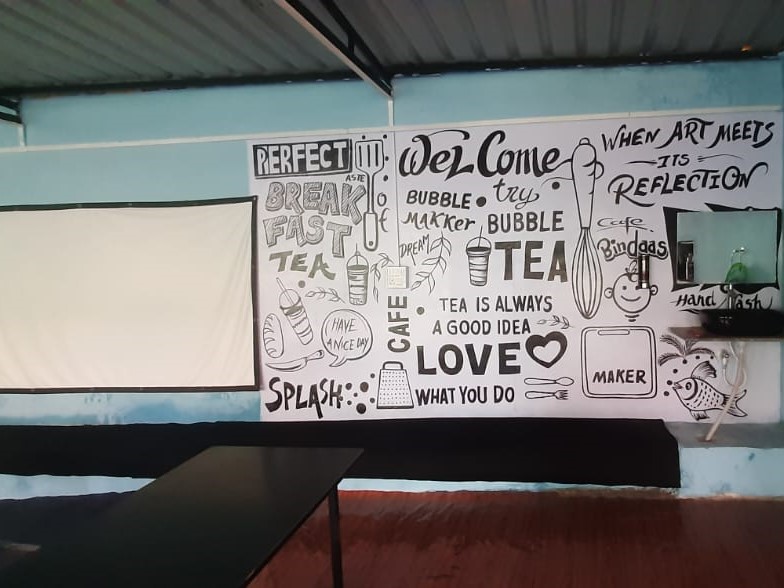 PERFECT
ASTE
OF
BREAK
FAST
TEA
HAVE
A NICE DAY
SPLASH
WELCOME
BUBBLE
MAKKer
try
BUBBLE
TEA
DREAM
CAFE
TEA IS ALWAYS
A GOOD IDEA
LOVE
WHAT YOU DO
MAKER
WHEN ART MEETS
ITS
REFLECTION
Cafe
Bindaas
Hand Wash